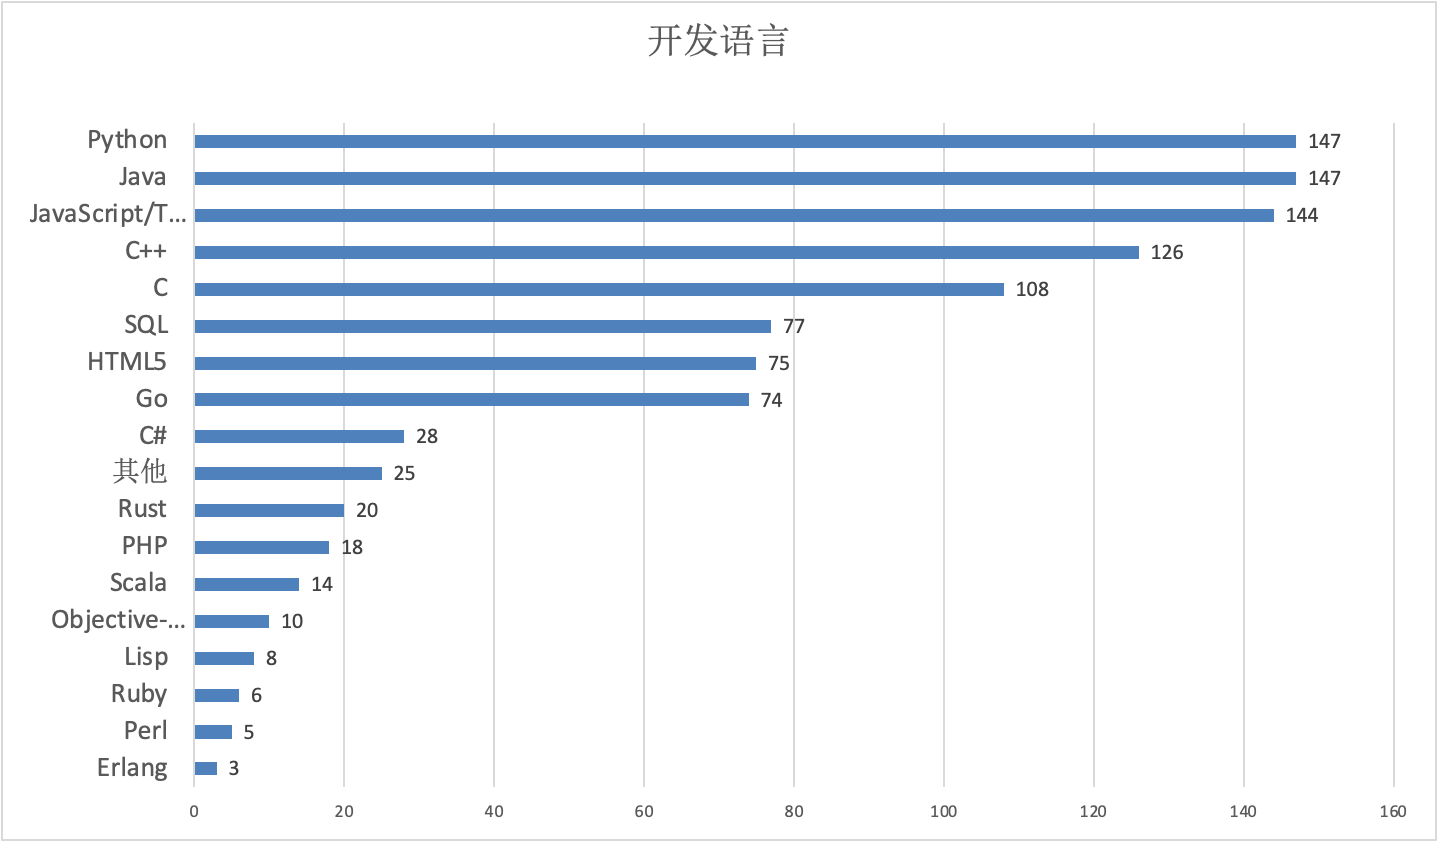 开发语言
Python 147
Java 147
JavaScript/T... 144
C++ 126
C 108
SQL 77
HTML5 75
Go 74
C# 28
其他 25
Rust 20
PHP 18
Scala 14
Objective-... 10
Lisp 8
Ruby 6
Perl 5
Erlang 3
0 20 40 60 80 100 120 140 160